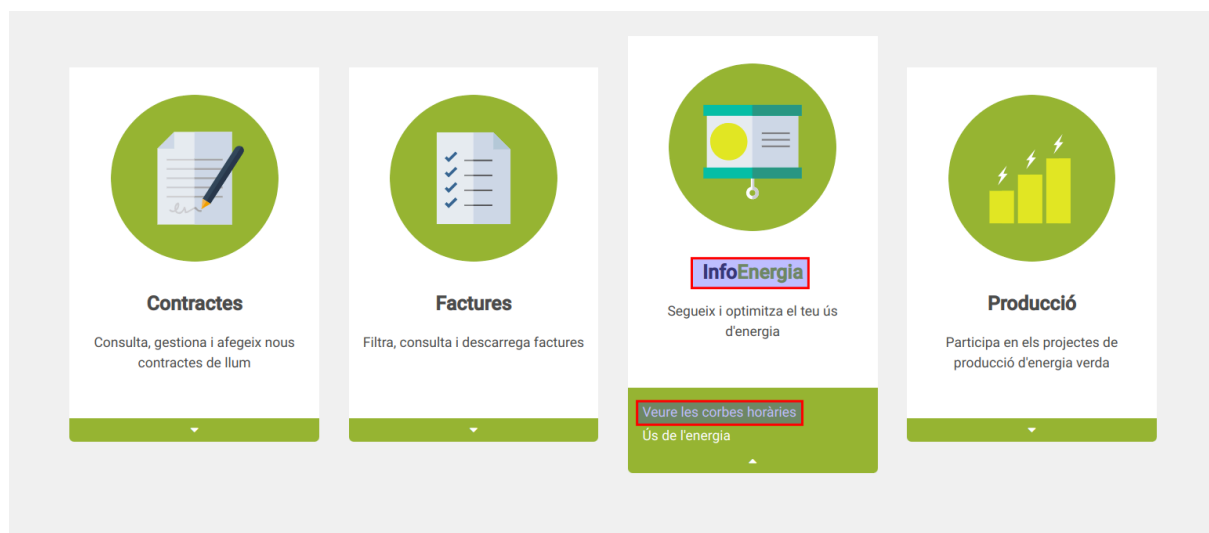 Contractes
Consulta, gestiona i afegeix nous
contractes de llum
Factures
Filtra, consulta i descarrega factures
InfoEnergia
Segueix i optimitza el teu ús
d'energia
Veure les corbes horàries
Ús de l'energia
Producció
Participa en els projectes de
producció d'energia verda